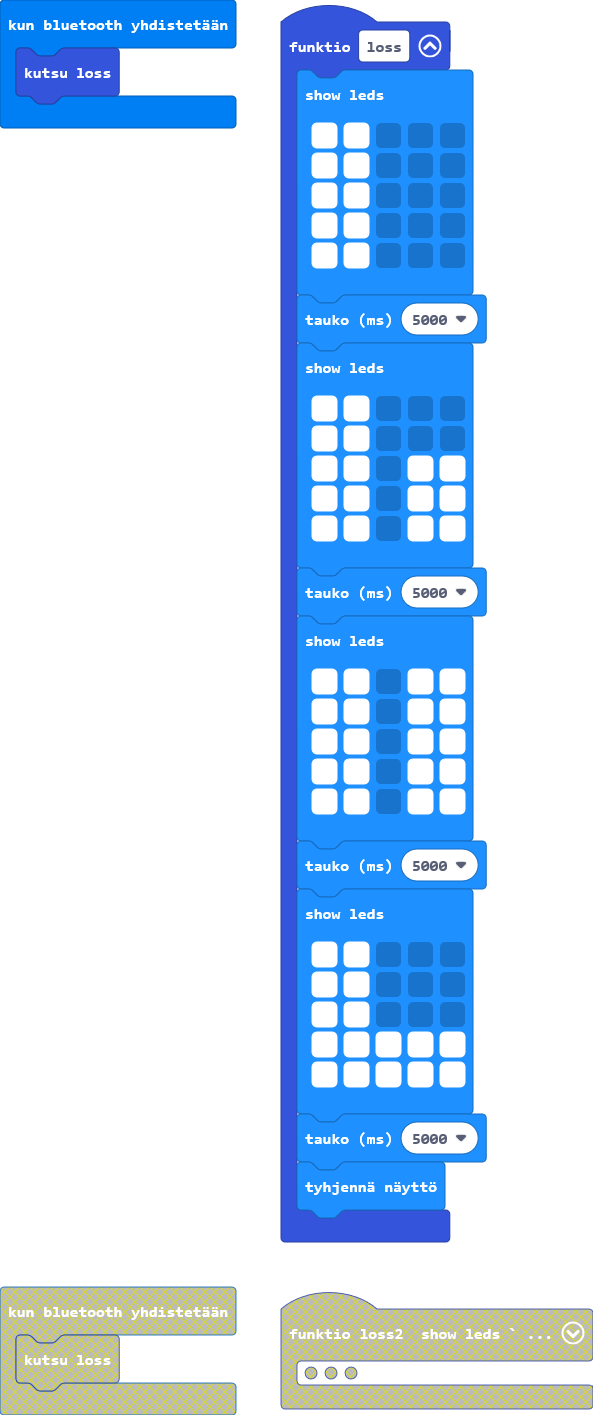 kun bluetooth yhdistetään
kutsu loss
funktio loss
show leds
tauko (ms) 5000
show leds
tauko (ms) 5000
show leds
tauko (ms) 5000
show leds
tauko (ms) 5000
tyhjennä näyttö
kun bluetooth yhdistetään
kutsu loss
funktio loss2 show leds ` ...